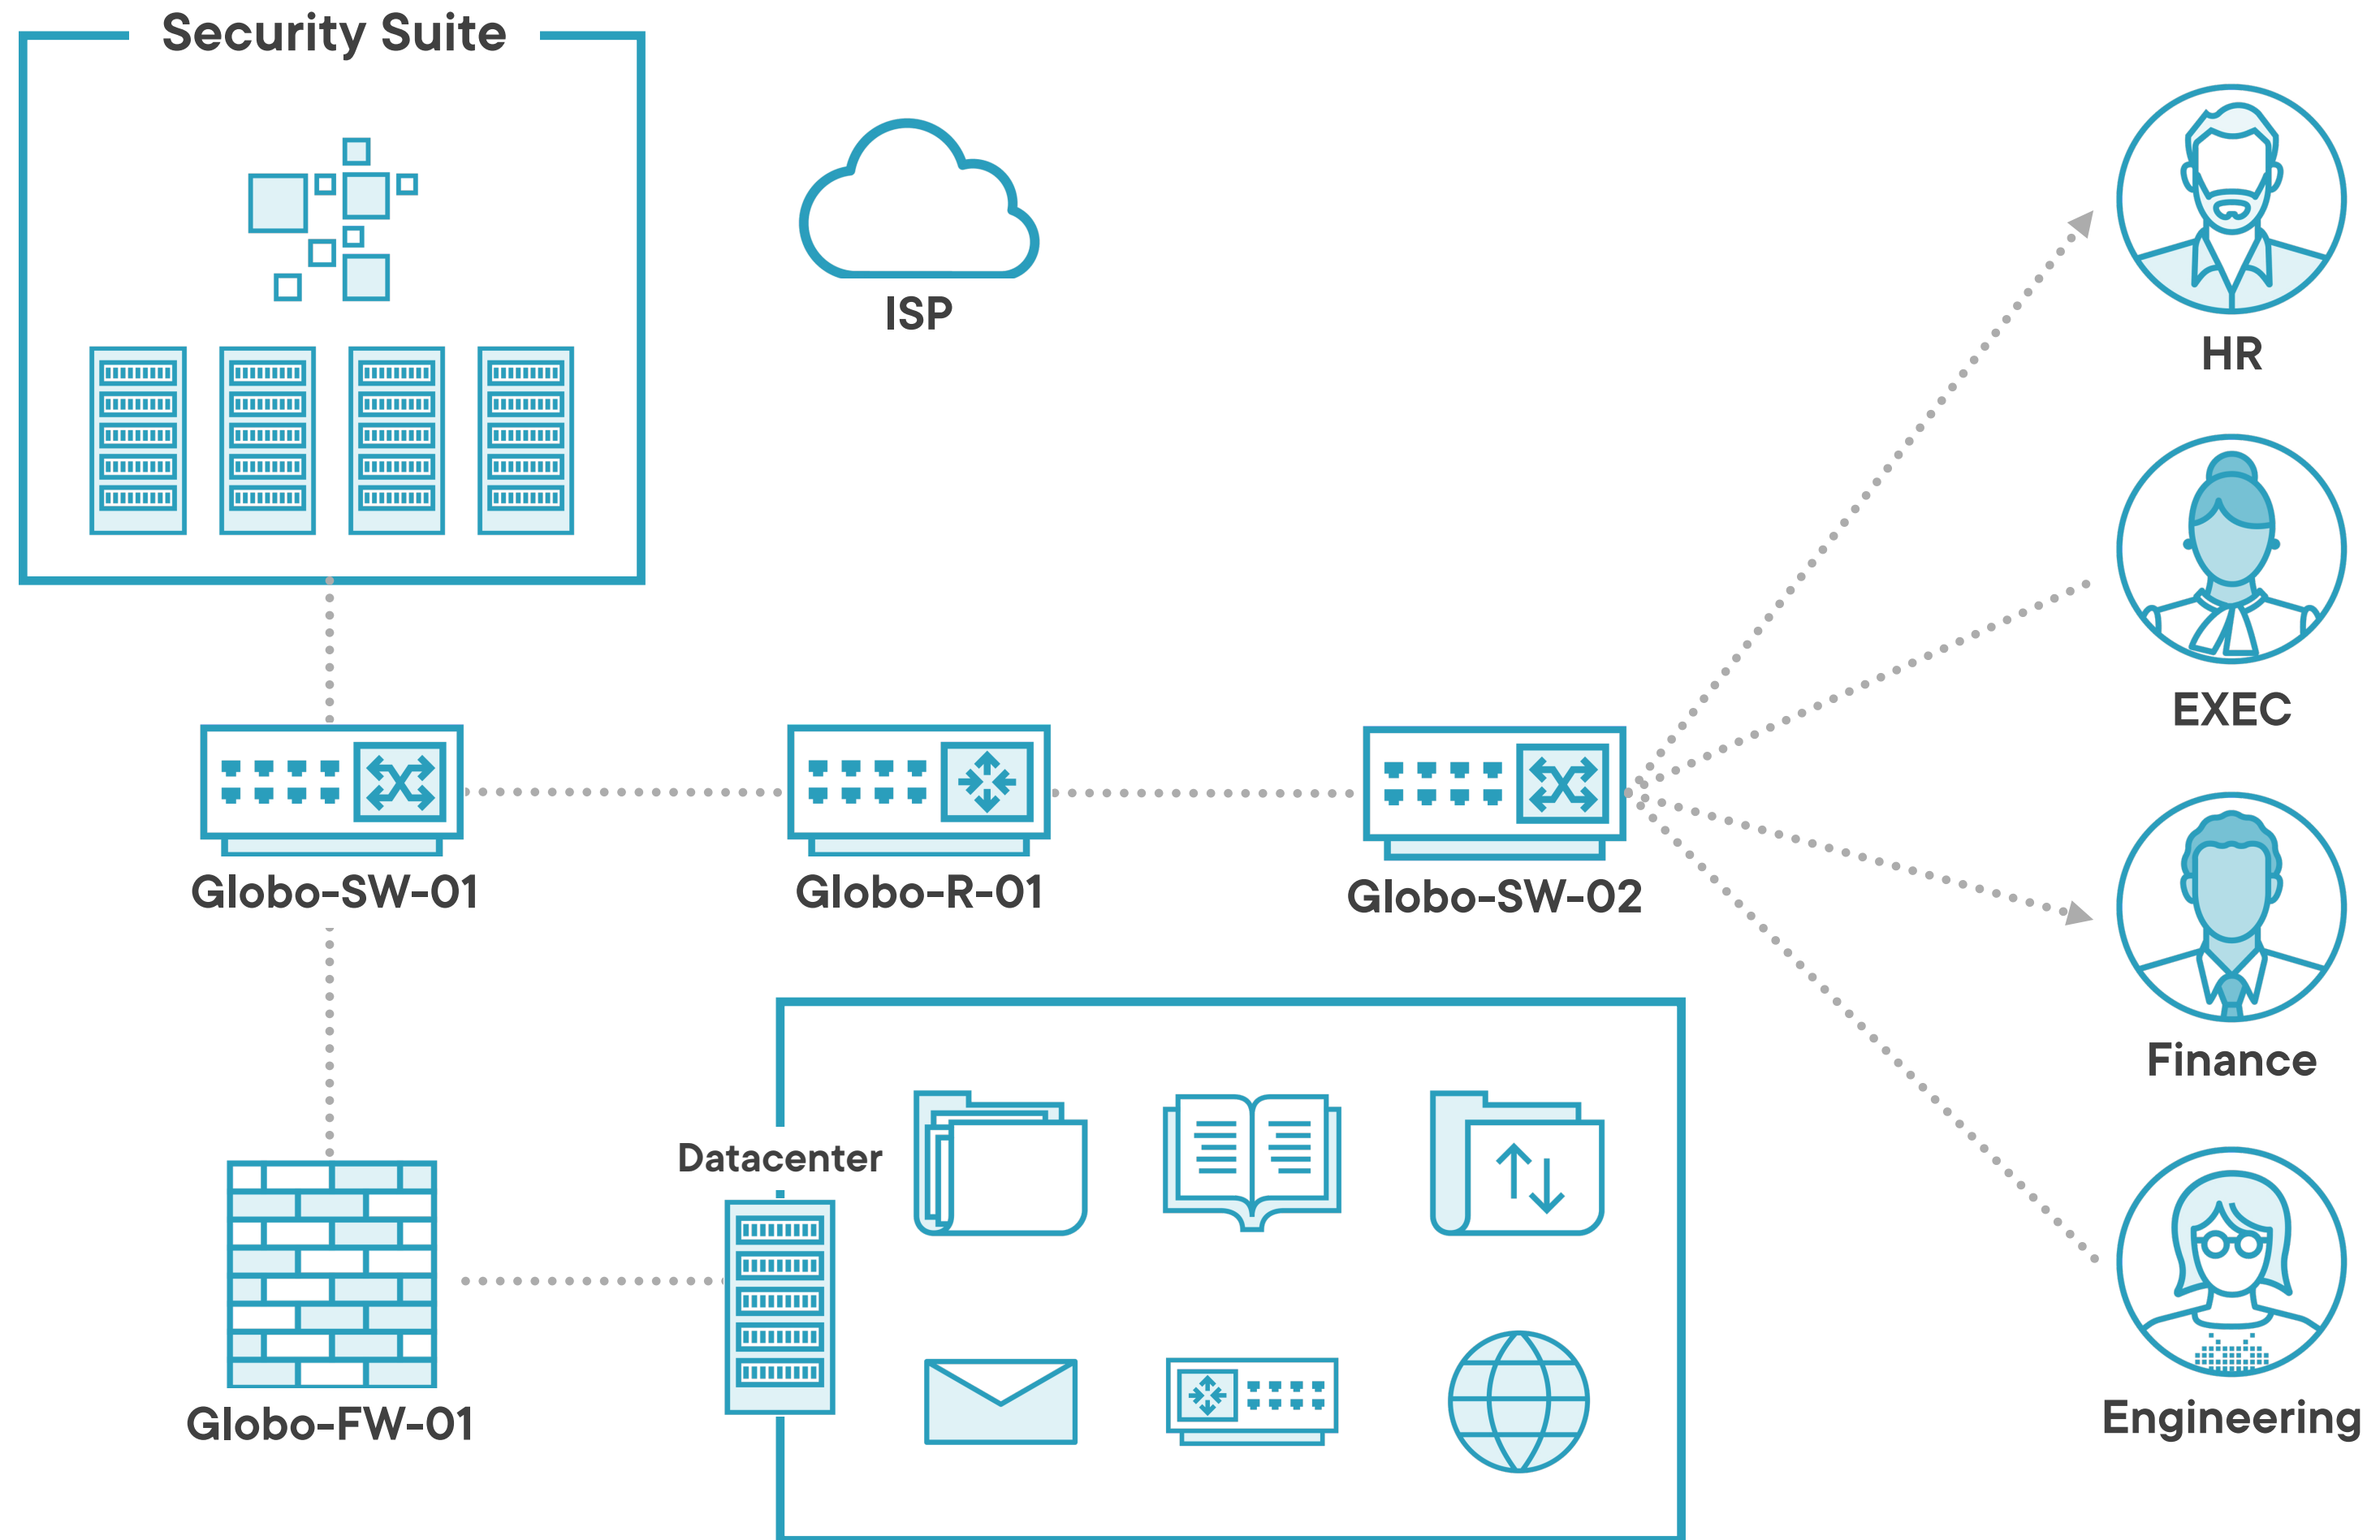 Security Suite
ISP
HR
EXEC
Globo-SW-01
Globo-R-01
Globo-SW-02
Finance
Datacenter
Globo-FW-01
Engineering